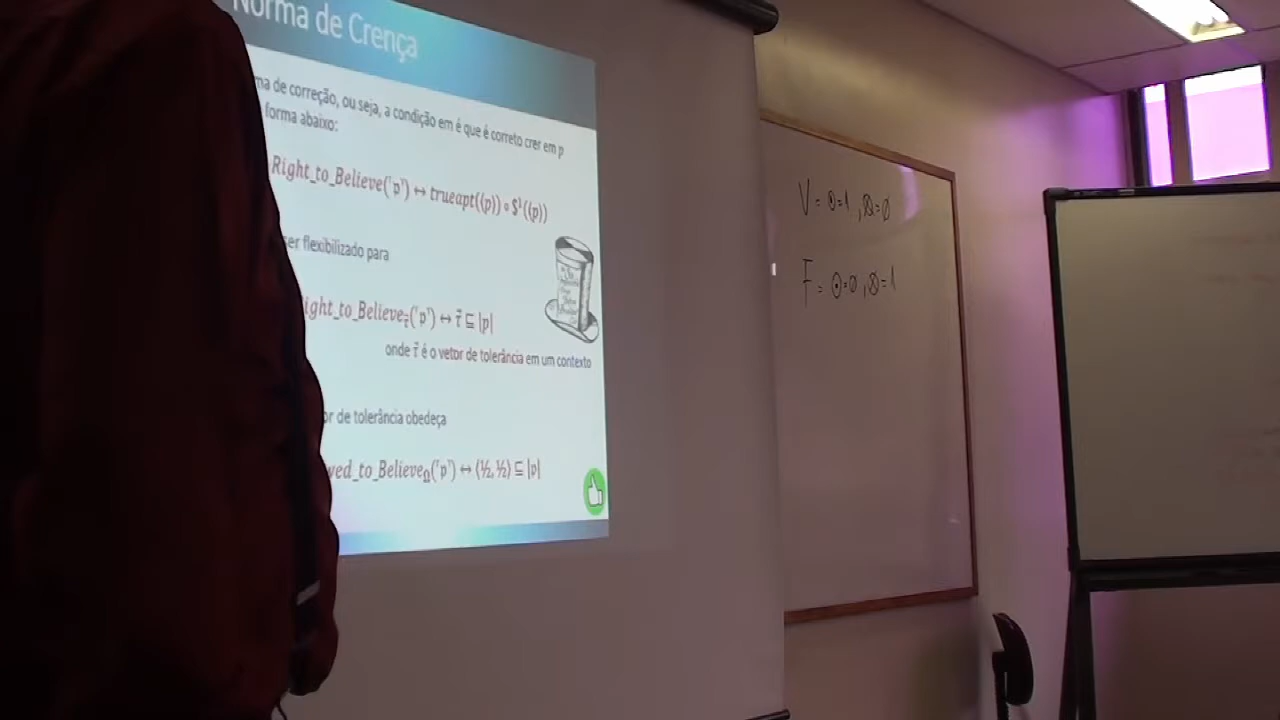 Norma de Crença
ma de correção, ou seja, a condição em é que é correto crer em p
forma abaixo:
Right_to_Believe('p') ↔ trueapt(⟨p⟩) ∘ $¹(⟨p⟩)
ser flexibilizado para
ight_to_Believe_τ⃗('p') ↔ τ⃗ ⊑ |p|
onde τ⃗ é o vetor de tolerância em um contexto
or de tolerância obedeça
wed_to_Believe_Ω('p') ↔ ⟨½, ½⟩ ⊑ |p|
V = ⊙=1, ⊗=0
F = ⊙=0, ⊗=1